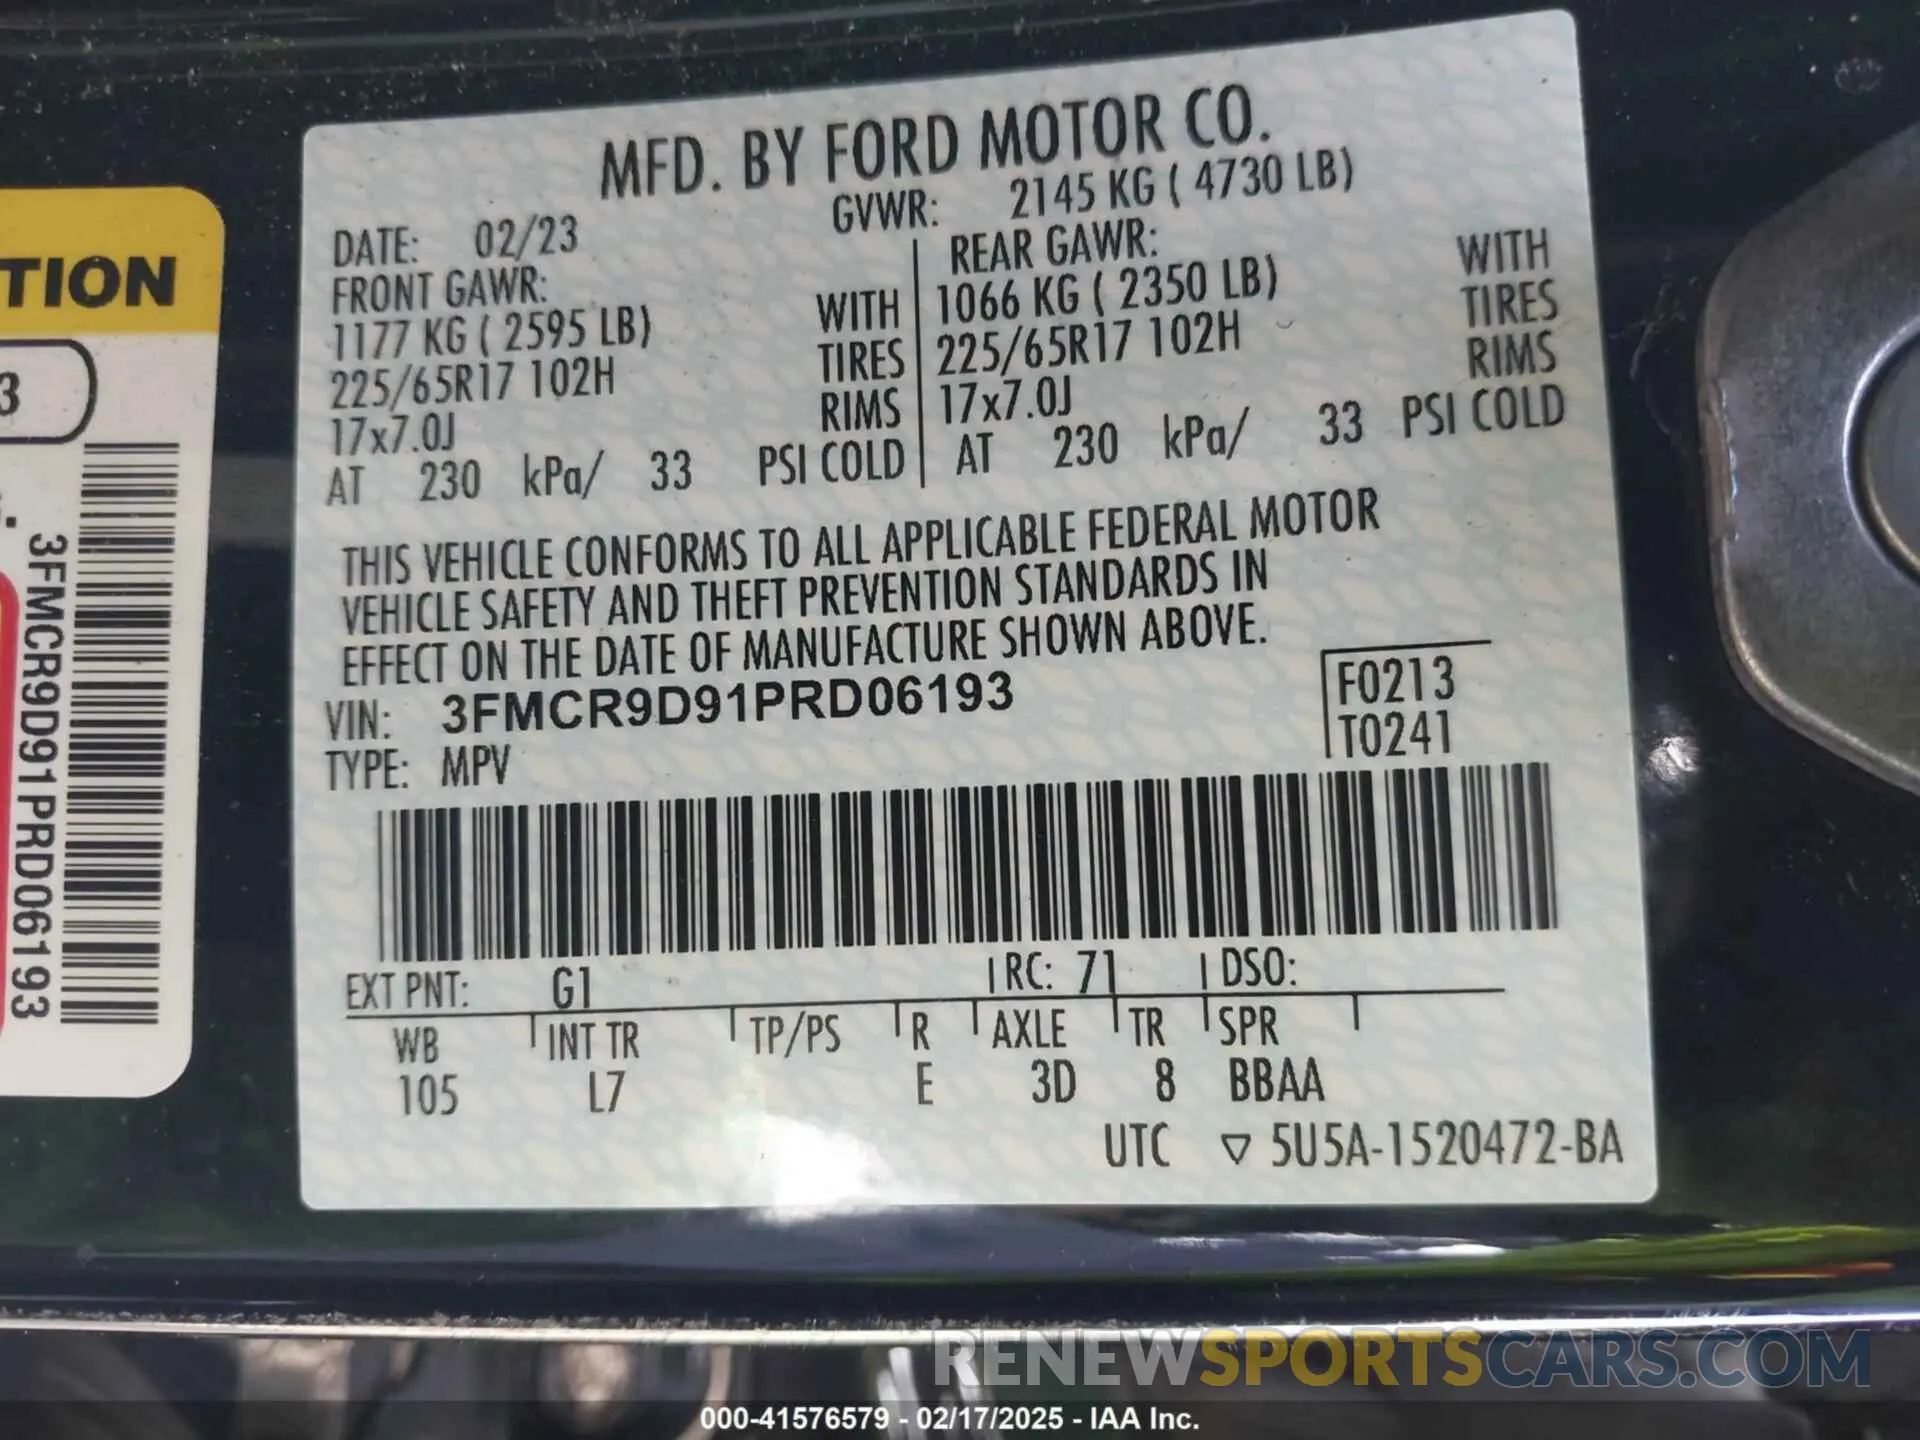 MFD. BY FORD MOTOR CO.
DATE: 02/23
GVWR: 2145 KG ( 4730 LB)
FRONT GAWR:
1177 KG ( 2595 LB) WITH
225/65R17 102H TIRES
17x7.0J RIMS
AT 230 kPa/ 33 PSI COLD
REAR GAWR: WITH
1066 KG ( 2350 LB) TIRES
225/65R17 102H RIMS
17x7.0J
AT 230 kPa/ 33 PSI COLD
THIS VEHICLE CONFORMS TO ALL APPLICABLE FEDERAL MOTOR
VEHICLE SAFETY AND THEFT PREVENTION STANDARDS IN
EFFECT ON THE DATE OF MANUFACTURE SHOWN ABOVE.
VIN: 3FMCR9D91PRD06193
TYPE: MPV
F0213
T0241
EXT PNT: G1 RC: 71 DSO:
WB INT TR TP/PS R AXLE TR SPR
105 L7 E 3D 8 BBAA
UTC ▽ 5U5A-1520472-BA
TION
3
3FMCR9D91PRD06193
RENEWSPORTSCARS.COM
000-41576579 - 02/17/2025 - IAA Inc.